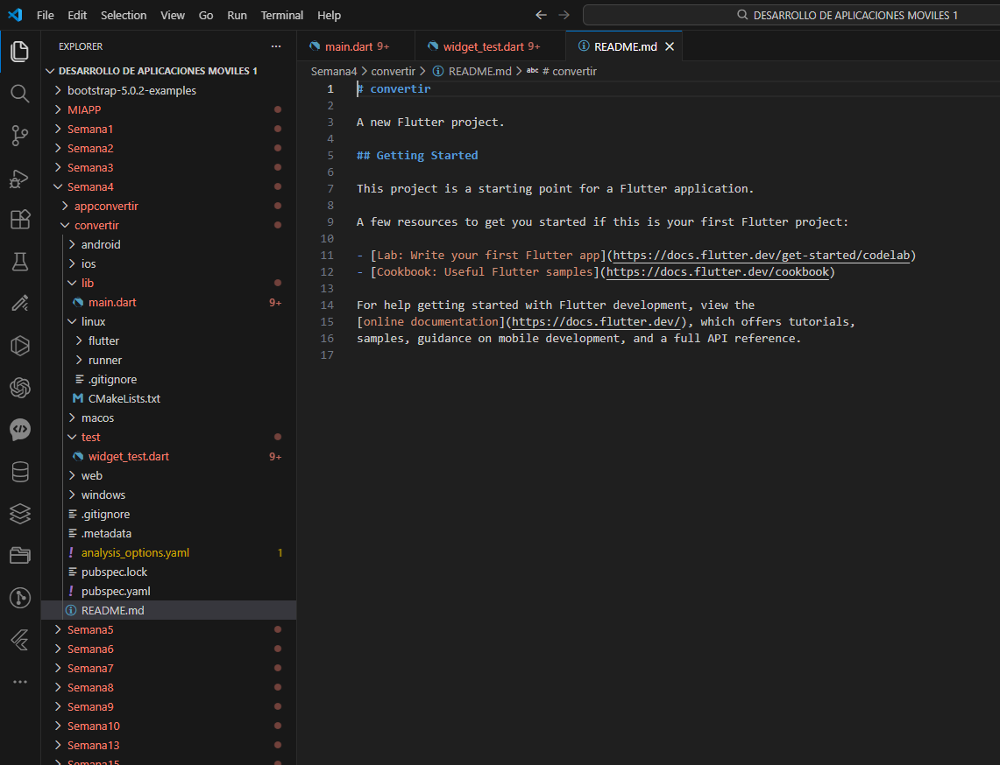 File Edit Selection View Go Run Terminal Help
DESARROLLO DE APLICACIONES MOVILES 1
EXPLORER
DESARROLLO DE APLICACIONES MOVILES 1
bootstrap-5.0.2-examples
MIAPP
Semana1
Semana2
Semana3
Semana4
appconvertir
convertir
android
ios
lib
main.dart 9+
linux
flutter
runner
.gitignore
M CMakeLists.txt
macos
test
widget_test.dart 9+
web
windows
.gitignore
.metadata
! analysis_options.yaml 1
pubspec.lock
! pubspec.yaml
README.md
Semana5
Semana6
Semana7
Semana8
Semana9
Semana10
Semana13
Semana15
main.dart 9+ widget_test.dart 9+ README.md
Semana4 > convertir > README.md > abc # convertir
1 # convertir
2
3 A new Flutter project.
4
5 ## Getting Started
6
7 This project is a starting point for a Flutter application.
8
9 A few resources to get you started if this is your first Flutter project:
10
11 - [Lab: Write your first Flutter app](https://docs.flutter.dev/get-started/codelab)
12 - [Cookbook: Useful Flutter samples](https://docs.flutter.dev/cookbook)
13
14 For help getting started with Flutter development, view the
15 [online documentation](https://docs.flutter.dev/), which offers tutorials,
16 samples, guidance on mobile development, and a full API reference.
17